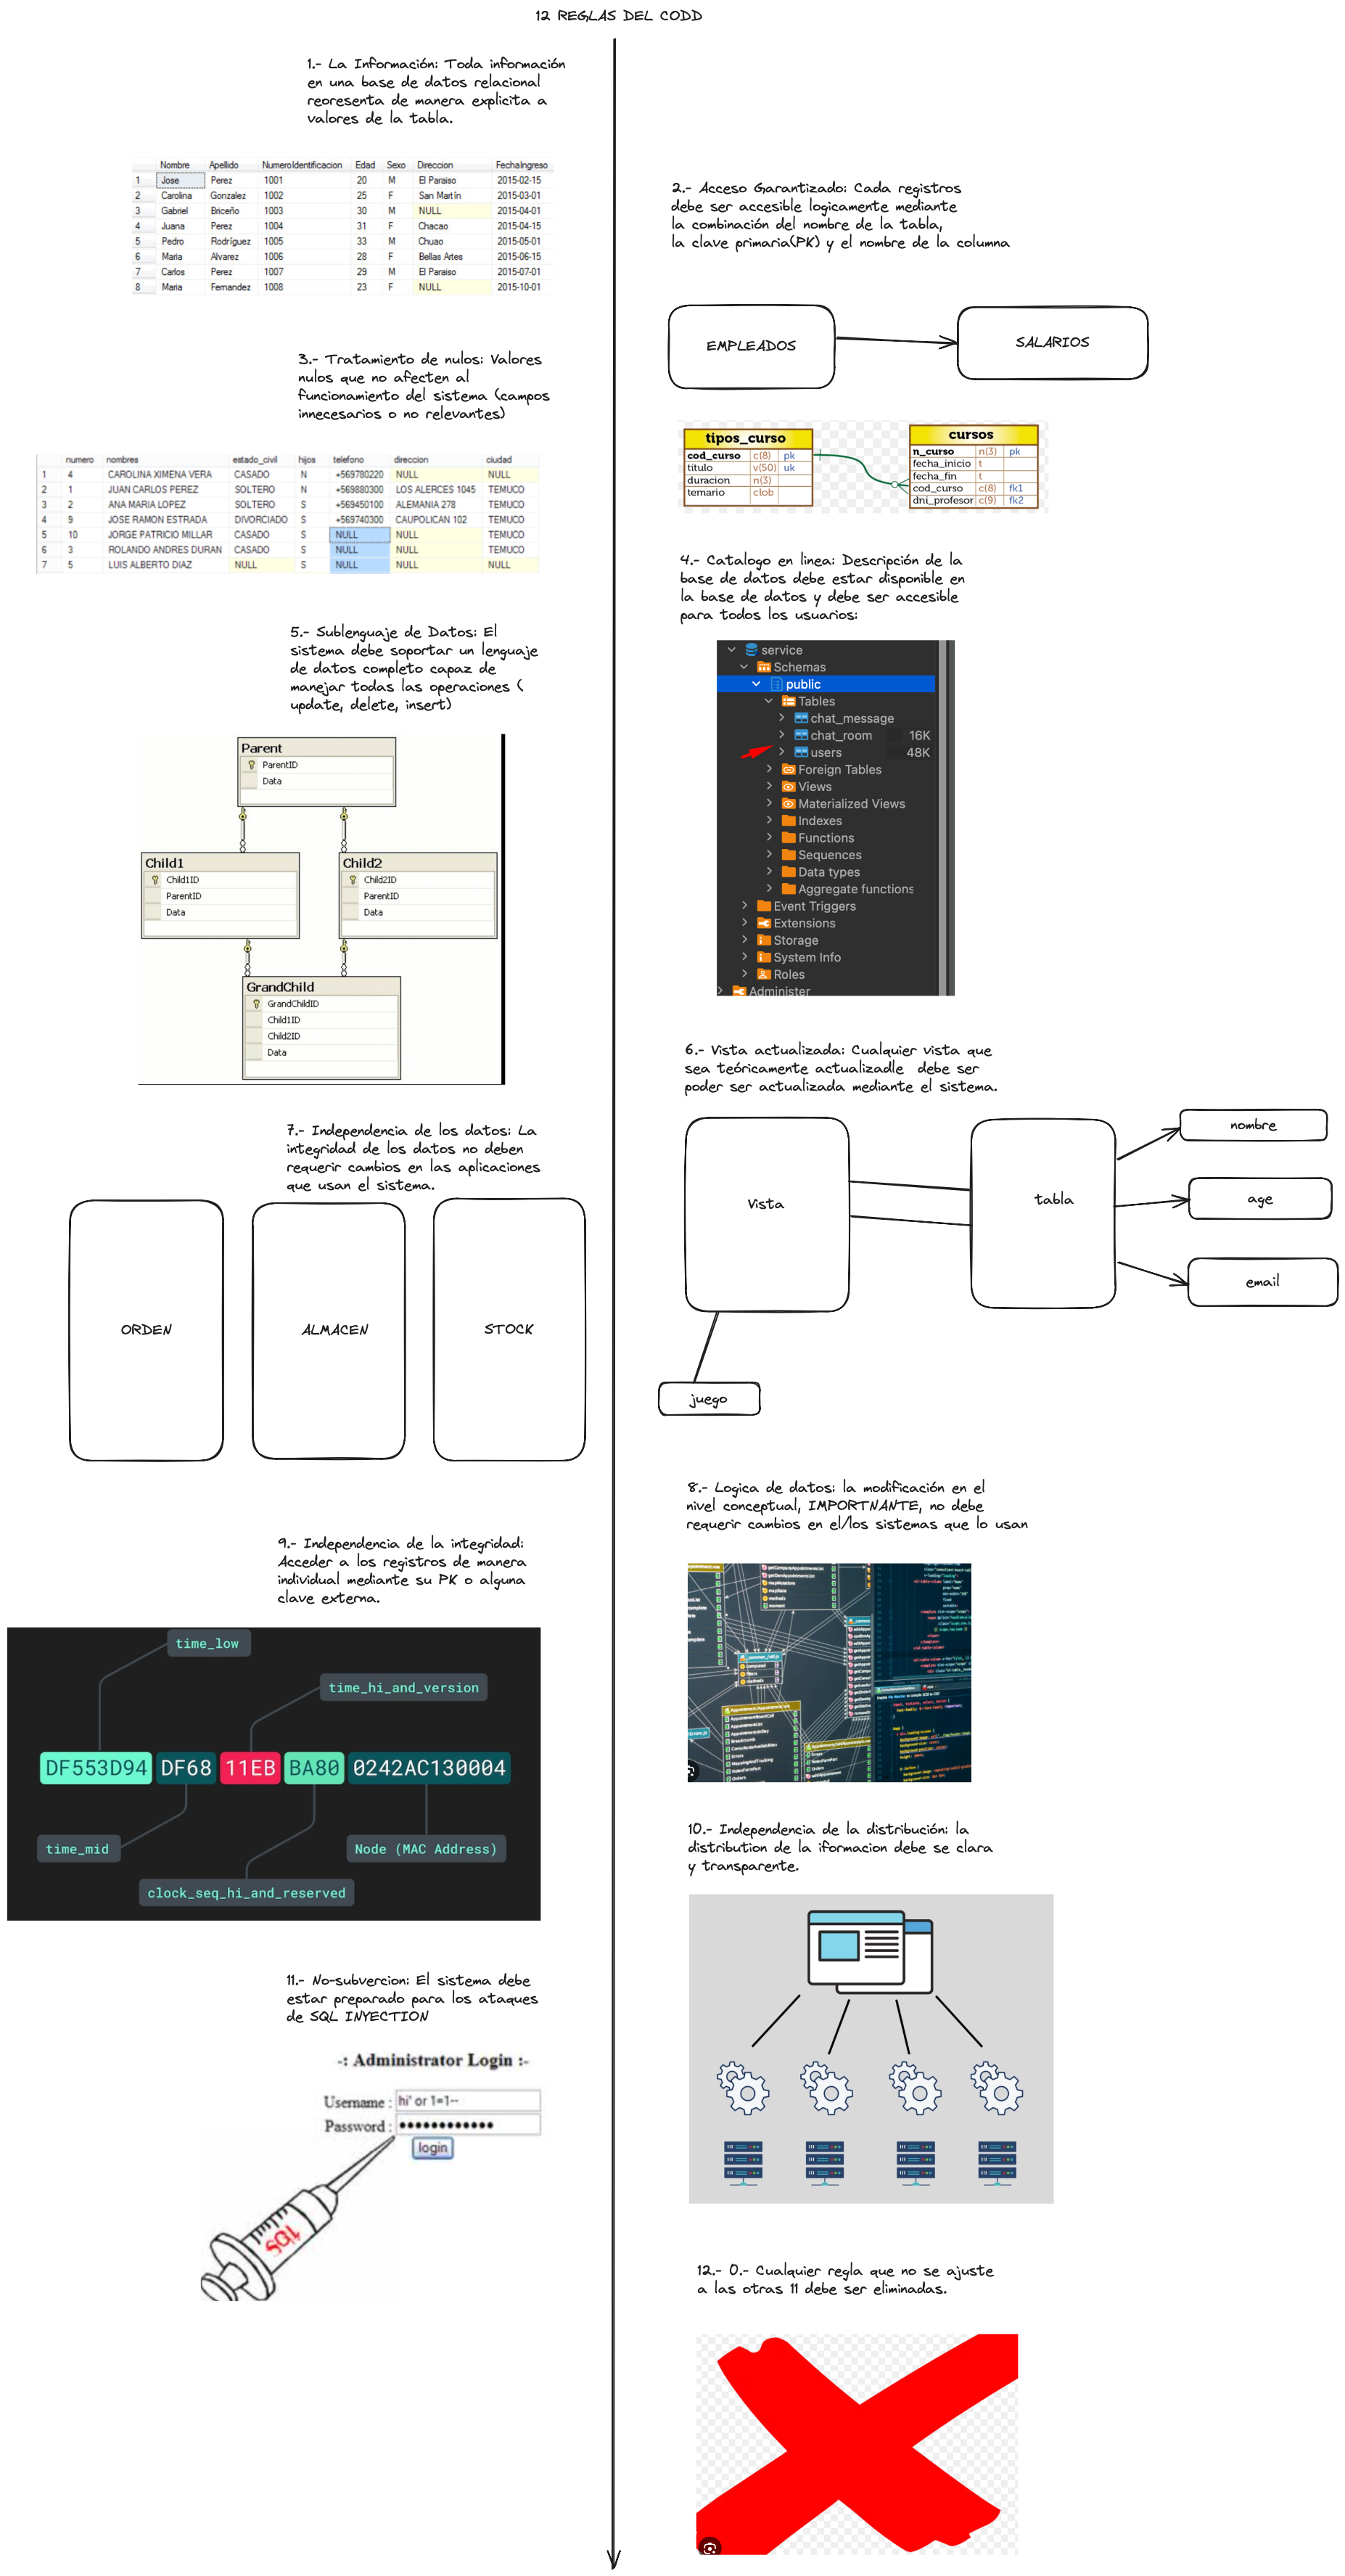 12 REGLAS DEL CODD
1.- La Información: Toda información
en una base de datos relacional
reoresenta de manera explicita a
valores de la tabla.
Nombre Apellido NumeroIdentificacion Edad Sexo Direccion FechaIngreso
1 Jose Perez 1001 20 M El Paraiso 2015-02-15
2 Carolina Gonzalez 1002 25 F San Martín 2015-03-01
3 Gabriel Briceño 1003 30 M NULL 2015-04-01
4 Juana Perez 1004 31 F Chacao 2015-04-15
5 Pedro Rodríguez 1005 33 M Chuao 2015-05-01
6 Maria Alvarez 1006 28 F Bellas Artes 2015-06-15
7 Carlos Perez 1007 29 M El Paraiso 2015-07-01
8 Maria Fernandez 1008 23 F NULL 2015-10-01
2.- Acceso Garantizado: Cada registros
debe ser accesible logicamente mediante
la combinación del nombre de la tabla,
la clave primaria(PK) y el nombre de la columna
EMPLEADOS
SALARIOS
tipos_curso
cod_curso c(8) pk
titulo v(50) uk
duracion n(3)
temario clob
cursos
n_curso n(3) pk
fecha_inicio t
fecha_fin t
cod_curso c(8) fk1
dni_profesor c(9) fk2
3.- Tratamiento de nulos: Valores
nulos que no afecten al
funcionamiento del sistema (campos
innecesarios o no relevantes)
numero nombres estado_civil hijos telefono direccion ciudad
1 4 CAROLINA XIMENA VERA CASADO N +569780220 NULL NULL
2 1 JUAN CARLOS PEREZ SOLTERO N +569880300 LOS ALERCES 1045 TEMUCO
3 2 ANA MARIA LOPEZ SOLTERO S +569450100 ALEMANIA 278 TEMUCO
4 9 JOSE RAMON ESTRADA DIVORCIADO S +569740300 CAUPOLICAN 102 TEMUCO
5 10 JORGE PATRICIO MILLAR CASADO S NULL NULL TEMUCO
6 3 ROLANDO ANDRES DURAN CASADO S NULL NULL TEMUCO
7 5 LUIS ALBERTO DIAZ NULL S NULL NULL NULL
4.- Catalogo en linea: Descripción de la
base de datos debe estar disponible en
la base de datos y debe ser accesible
para todos los usuarios:
service
Schemas
public
Tables
chat_message
chat_room 16K
users 48K
Foreign Tables
Views
Materialized Views
Indexes
Functions
Sequences
Data types
Aggregate functions
Event Triggers
Extensions
Storage
System Info
Roles
Administer
5.- Sublenguaje de Datos: El
sistema debe soportar un lenguaje
de datos completo capaz de
manejar todas las operaciones (
update, delete, insert)
Parent
ParentID
Data
Child1
Child1ID
ParentID
Data
Child2
Child2ID
ParentID
Data
GrandChild
GrandChildID
Child1ID
Child2ID
Data
6.- Vista actualizada: Cualquier vista que
sea teóricamente actualizadle debe ser
poder ser actualizada mediante el sistema.
Vista
tabla
nombre
age
email
juego
7.- Independencia de los datos: La
integridad de los datos no deben
requerir cambios en las aplicaciones
que usan el sistema.
ORDEN
ALMACEN
STOCK
8.- Logica de datos: la modificación en el
nivel conceptual, IMPORTNANTE, no debe
requerir cambios en el/los sistemas que lo usan
9.- Independencia de la integridad:
Acceder a los registros de manera
individual mediante su PK o alguna
clave externa.
time_low
time_hi_and_version
DF553D94 DF68 11EB BA80 0242AC130004
time_mid
Node (MAC Address)
clock_seq_hi_and_reserved
10.- Independencia de la distribución: la
distribution de la iformacion debe se clara
y transparente.
11.- No-subvercion: El sistema debe
estar preparado para los ataques
de SQL INYECTION
-: Administrator Login :-
Username : hi' or 1=1--
Password : ••••••••••••
login
SQL
12.- 0.- Cualquier regla que no se ajuste
a las otras 11 debe ser eliminadas.